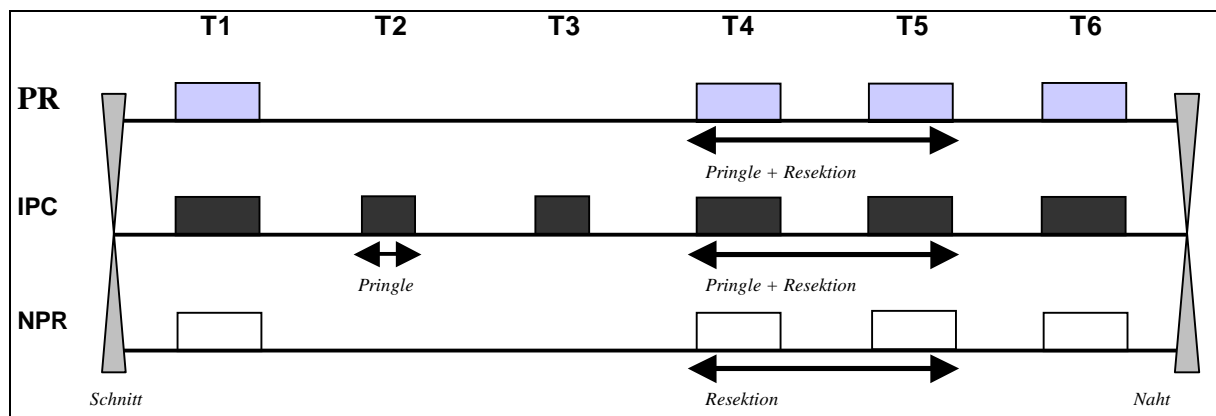 T1 T2 T3 T4 T5 T6
PR
Pringle + Resektion
IPC
Pringle Pringle + Resektion
NPR
Schnitt Resektion Naht